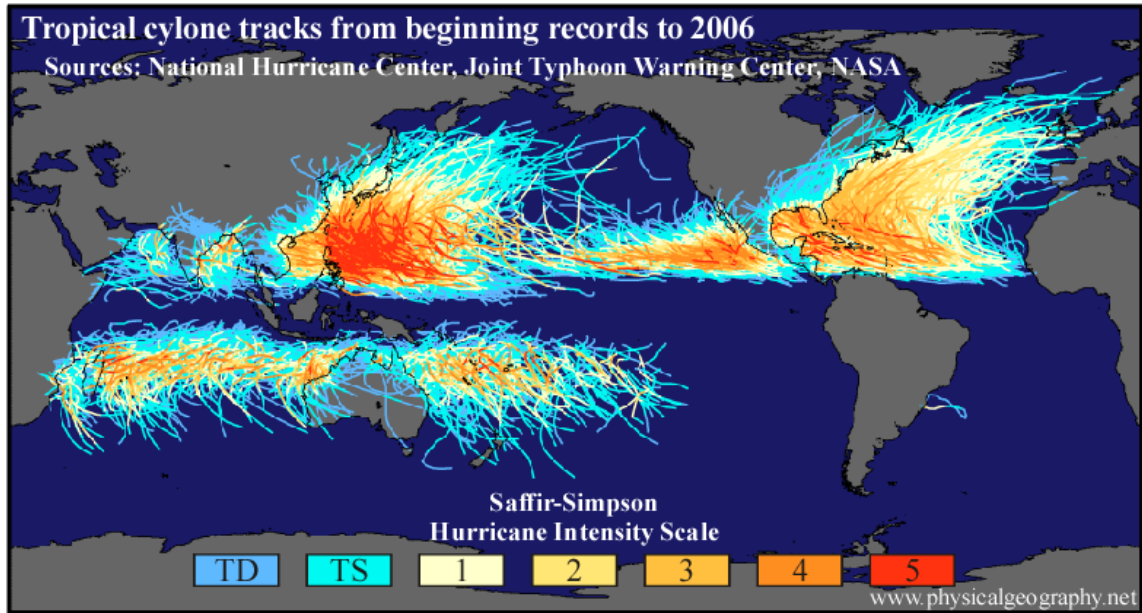 Tropical cylone tracks from beginning records to 2006
Sources: National Hurricane Center, Joint Typhoon Warning Center, NASA
Saffir-Simpson
Hurricane Intensity Scale
TD TS 1 2 3 4 5
www.physicalgeography.net